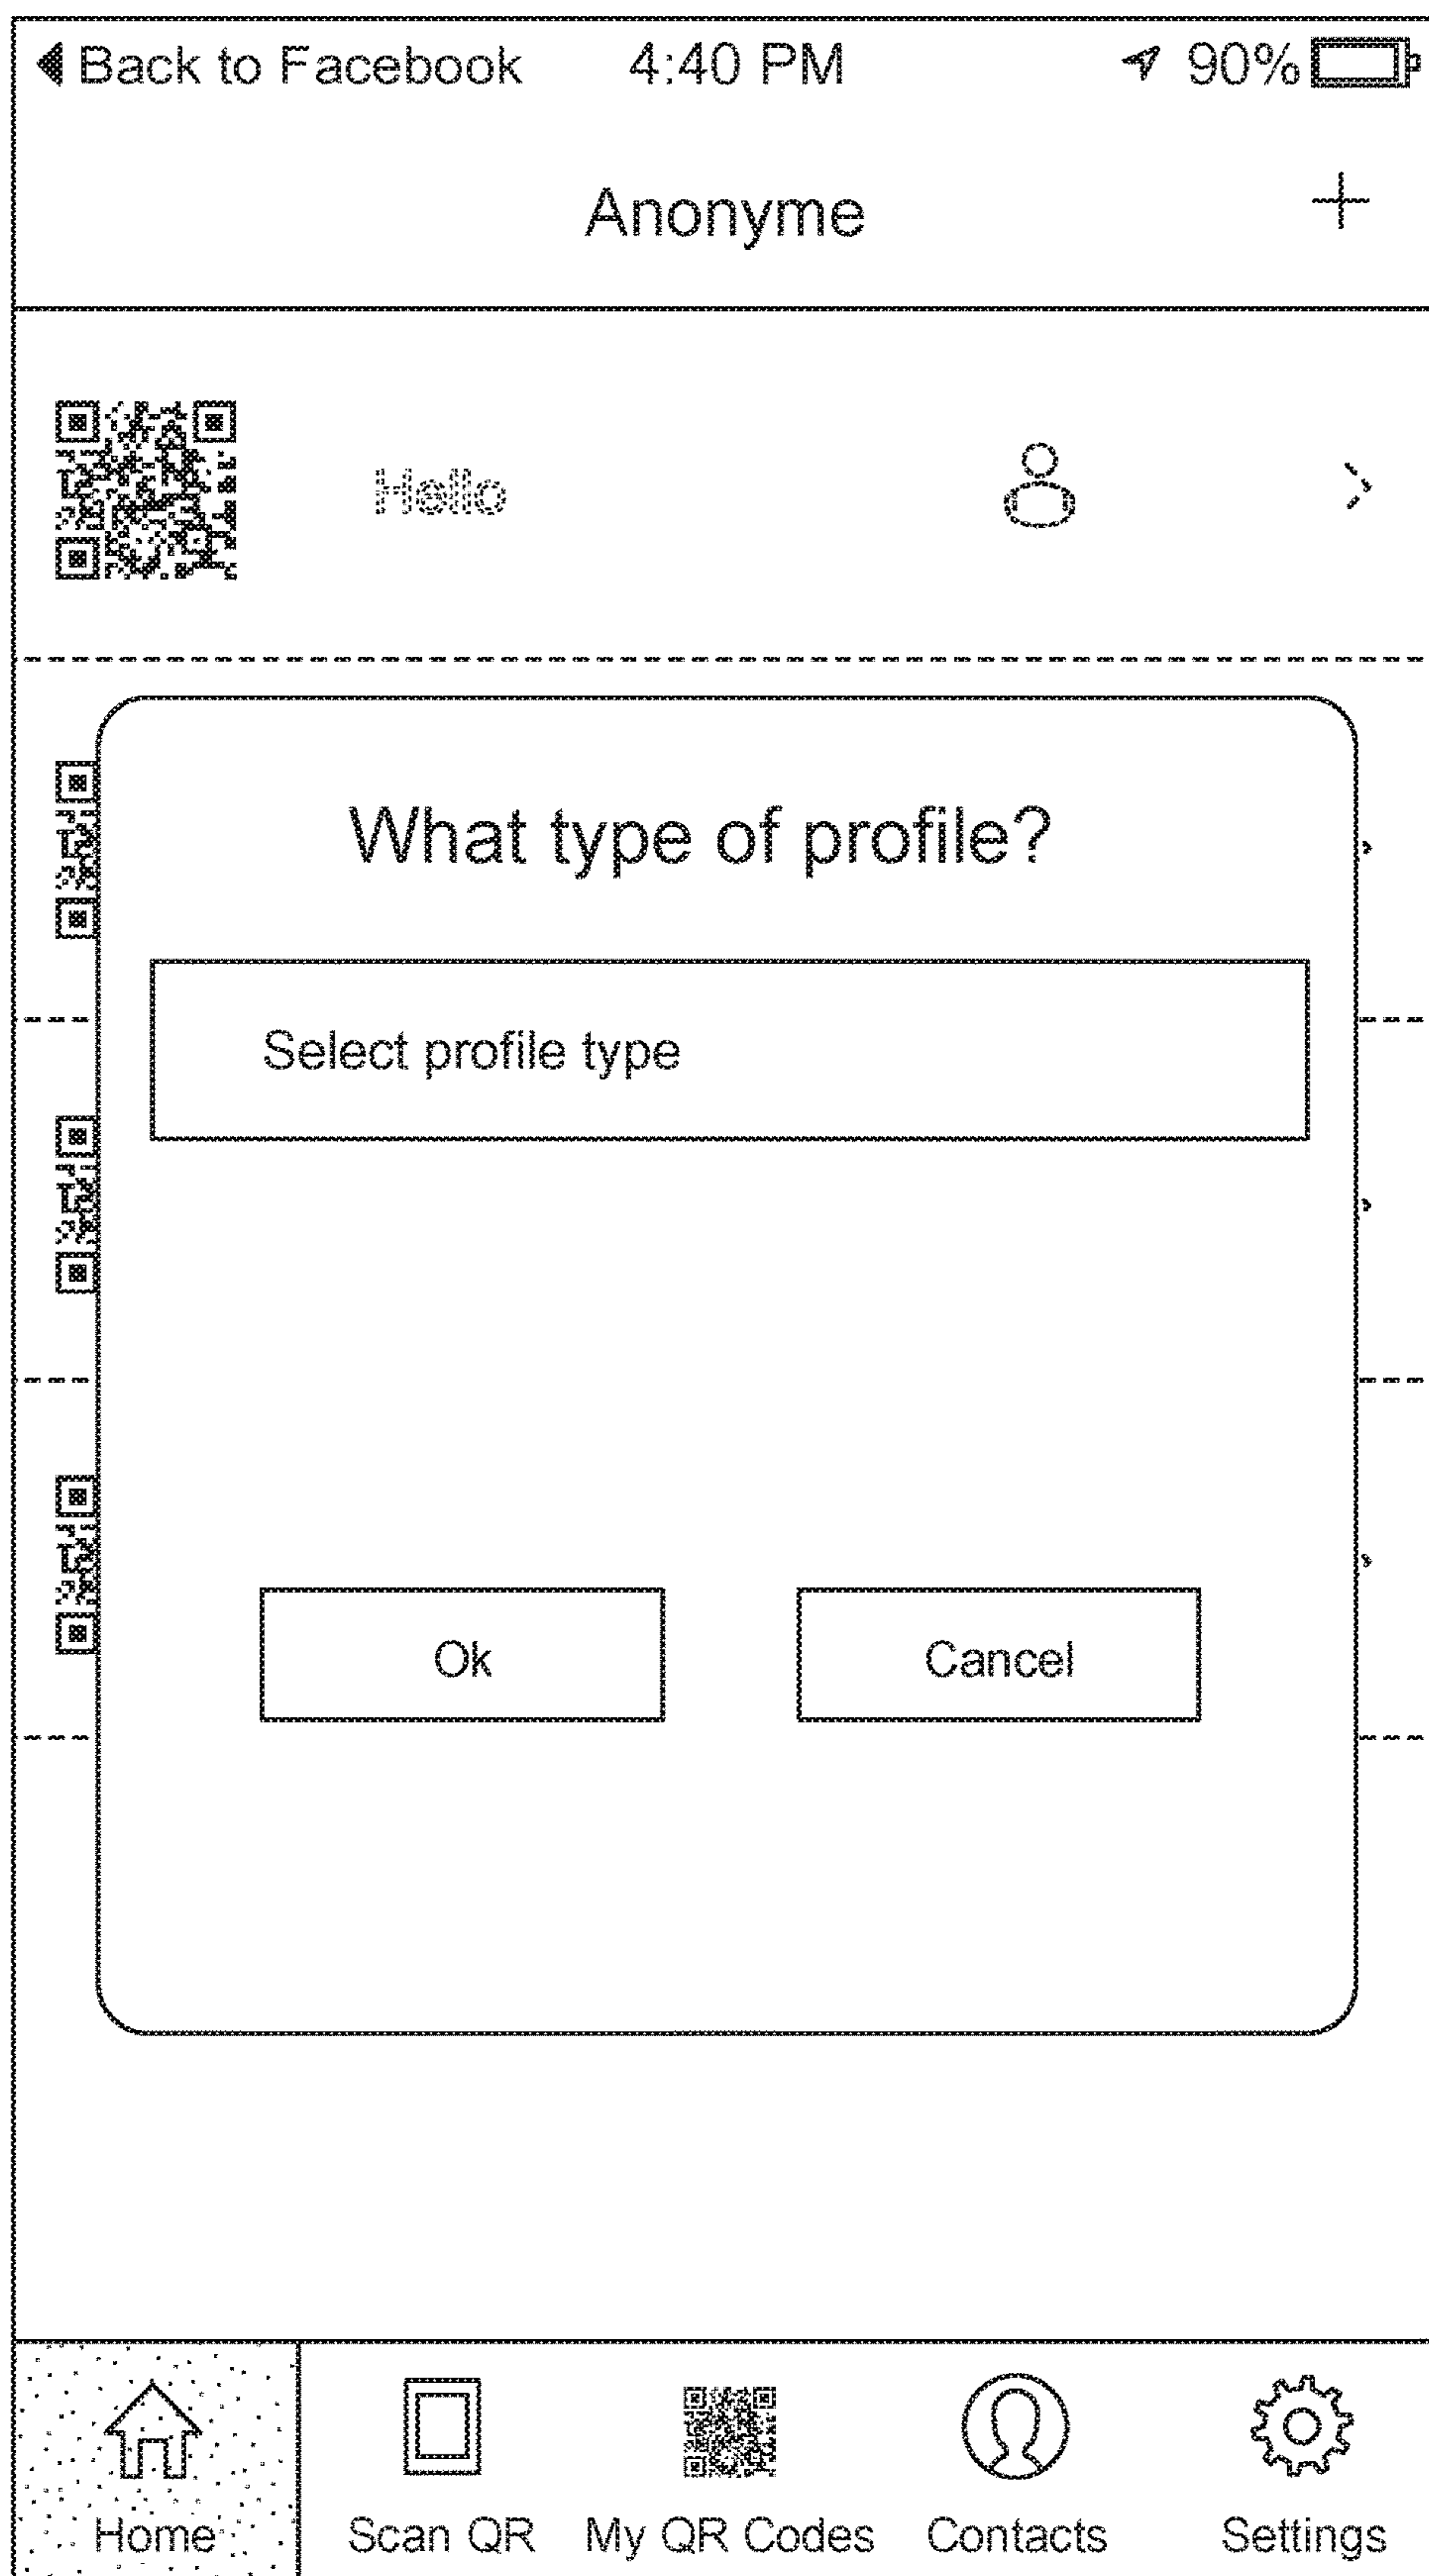 Back to Facebook 4:40 PM 90%
Anonyme +
Hello
What type of profile?
Select profile type
Ok Cancel
Home Scan QR My QR Codes Contacts Settings